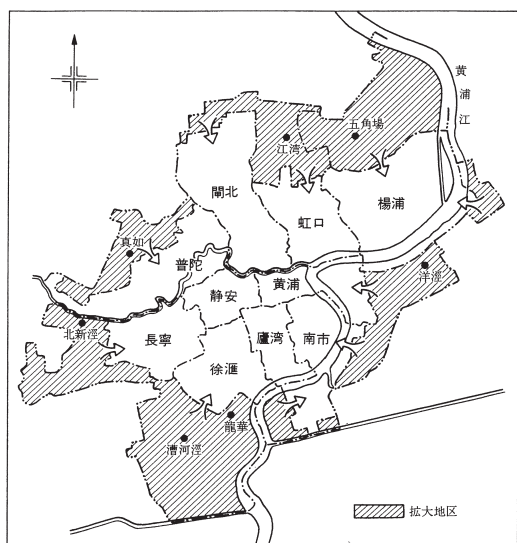 黄浦江
五角場
江湾
閘北
楊浦
虹口
真如
普陀
洋涇
静安
黄浦
北新涇
長寧
盧湾
南市
徐滙
龍華
漕河涇
拡大地区